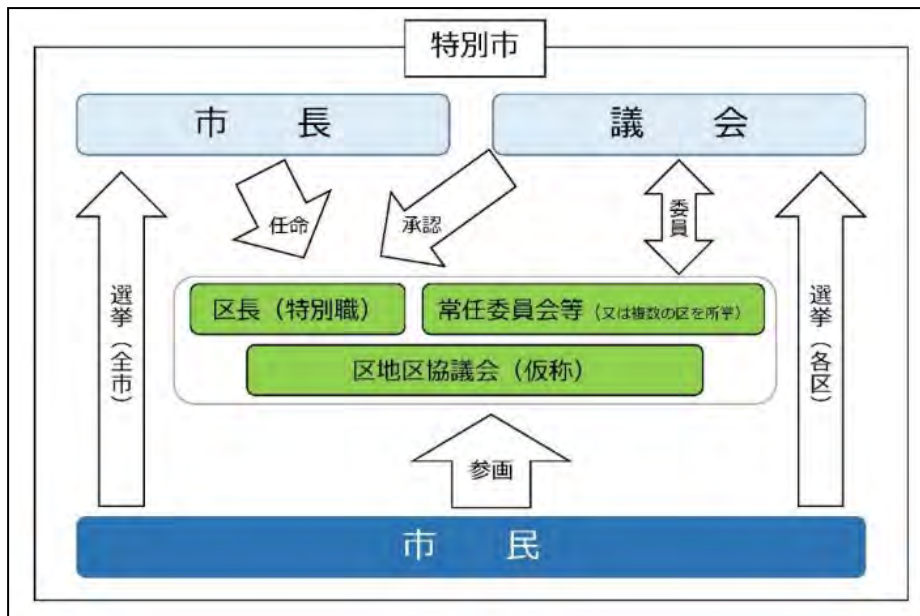 特別市
市　長
議　会
任命
承認
委員
選挙（全市）
選挙（各区）
区長（特別職）
常任委員会等（又は複数の区を所掌）
区地区協議会（仮称）
参画
市　民